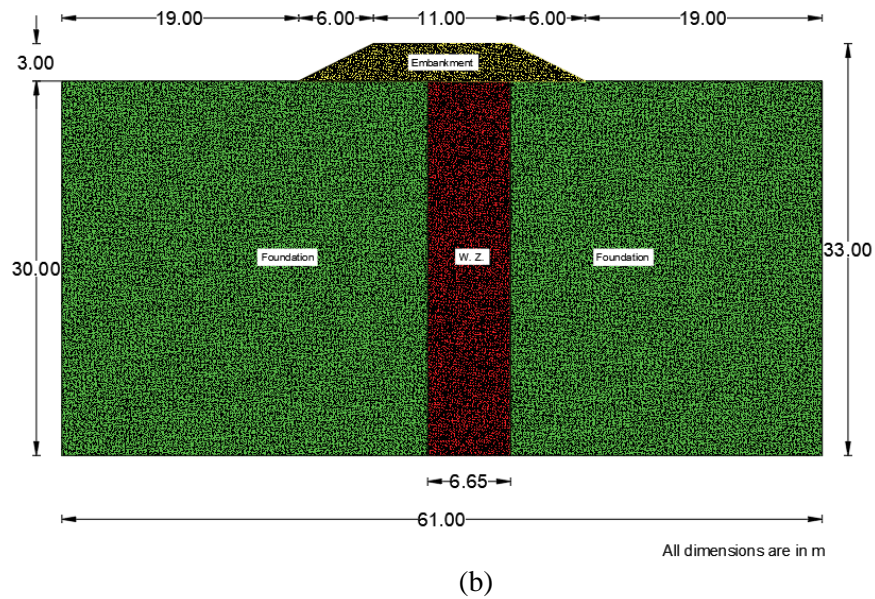 19.00 6.00 11.00 6.00 19.00
3.00
Embankment
30.00
Foundation
W. Z.
Foundation
33.00
6.65
61.00
All dimensions are in m
(b)